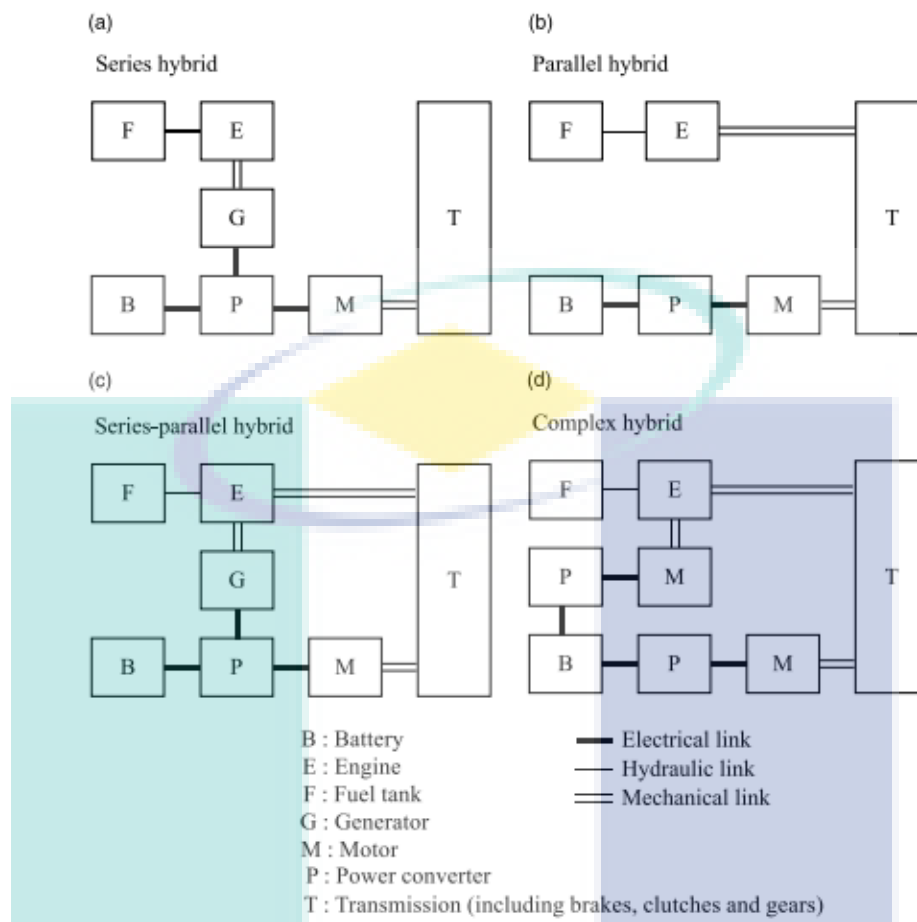 (a)
Series hybrid
F E
G
T
B P M
(b)
Parallel hybrid
F E
T
B P M
(c)
Series-parallel hybrid
F E
G
T
B P M
(d)
Complex hybrid
F E
P M
T
B P M
B : Battery
E : Engine
F : Fuel tank
G : Generator
M : Motor
P : Power converter
T : Transmission (including brakes, clutches and gears)
Electrical link
Hydraulic link
Mechanical link